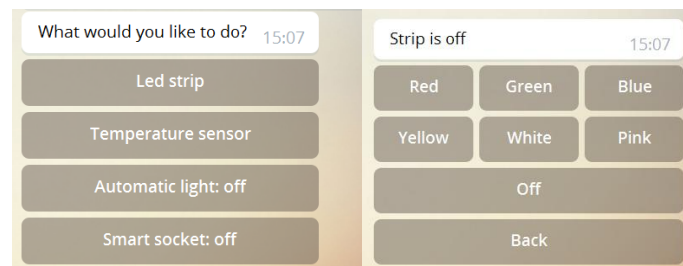 What would you like to do? 15:07
Led strip
Temperature sensor
Automatic light: off
Smart socket: off
Strip is off 15:07
Red Green Blue
Yellow White Pink
Off
Back